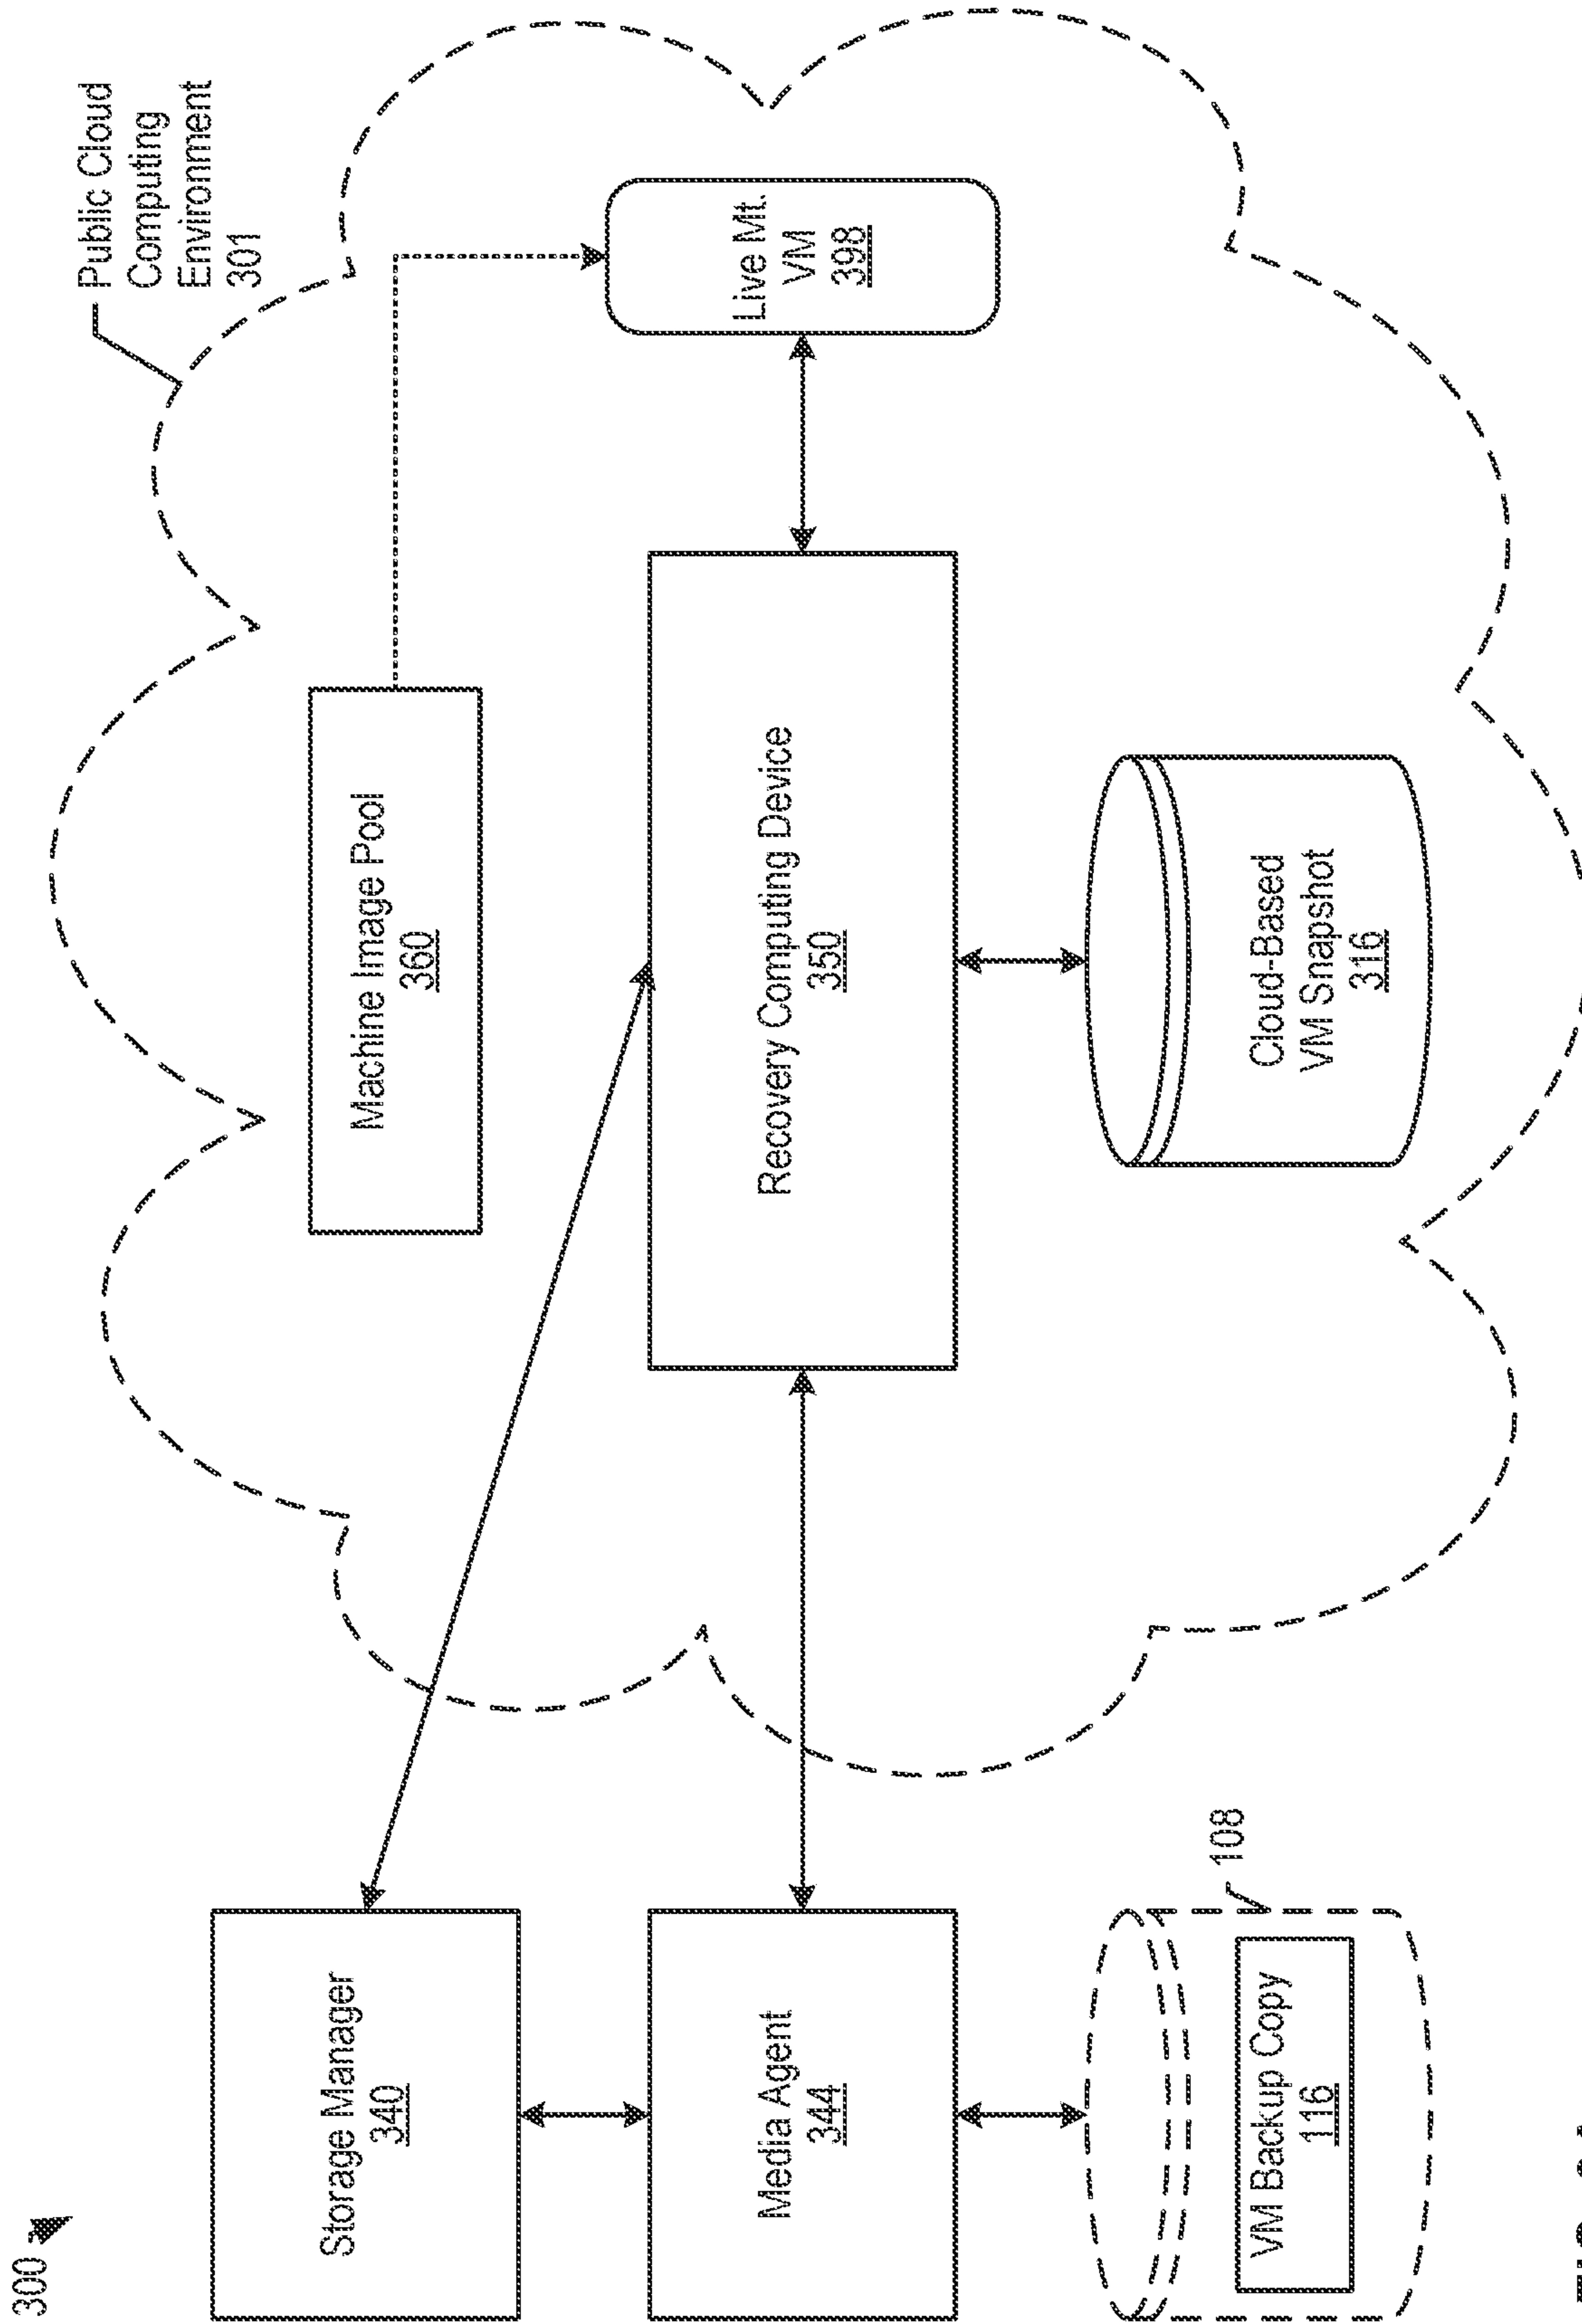 300
Public Cloud
Computing
Environment
301
Storage Manager
340
Machine Image Pool
360
Media Agent
344
Recovery Computing Device
350
Live Mt.
VM
398
108
VM Backup Copy
116
Cloud-Based
VM Snapshot
316